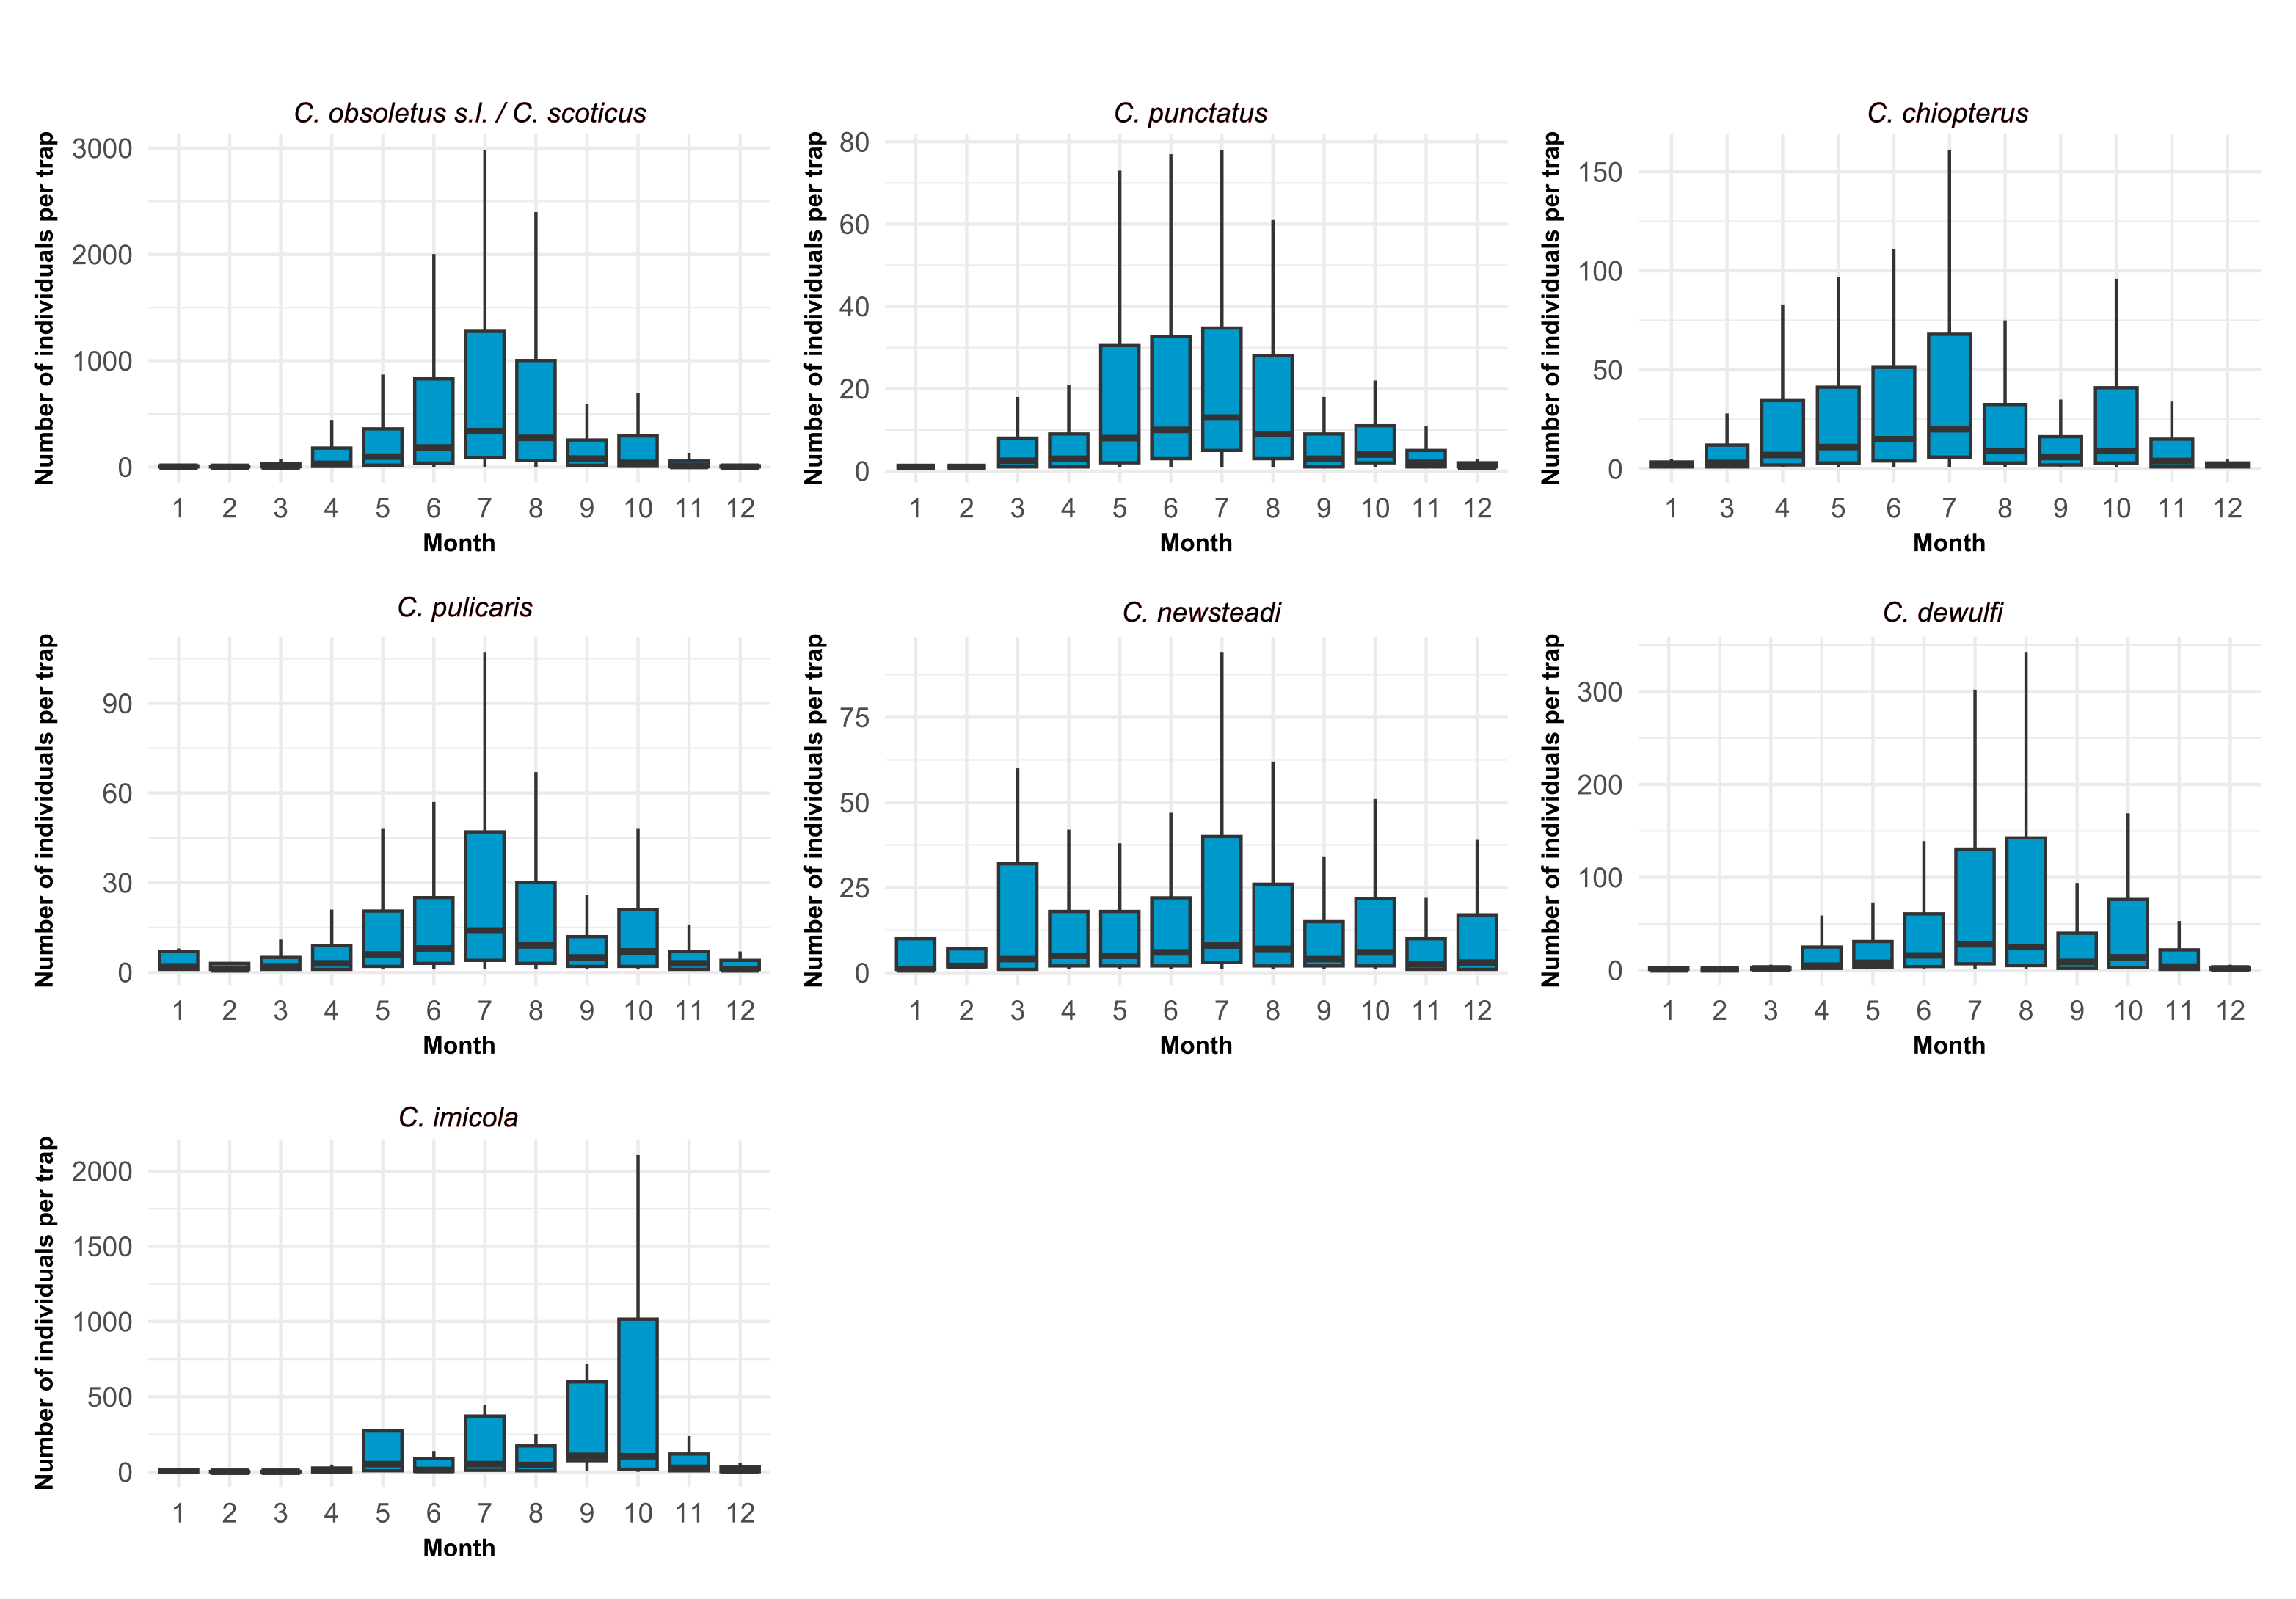 C. obsoletus s.l. / C. scoticus
Number of individuals per trap
3000
2000
1000
0
1 2 3 4 5 6 7 8 9 10 11 12
Month
C. punctatus
Number of individuals per trap
80
60
40
20
0
1 2 3 4 5 6 7 8 9 10 11 12
Month
C. chiopterus
Number of individuals per trap
150
100
50
0
1 3 4 5 6 7 8 9 10 11 12
Month
C. pulicaris
Number of individuals per trap
90
60
30
0
1 2 3 4 5 6 7 8 9 10 11 12
Month
C. newsteadi
Number of individuals per trap
75
50
25
0
1 2 3 4 5 6 7 8 9 10 11 12
Month
C. dewulfi
Number of individuals per trap
300
200
100
0
1 2 3 4 5 6 7 8 9 10 11 12
Month
C. imicola
Number of individuals per trap
2000
1500
1000
500
0
1 2 3 4 5 6 7 8 9 10 11 12
Month